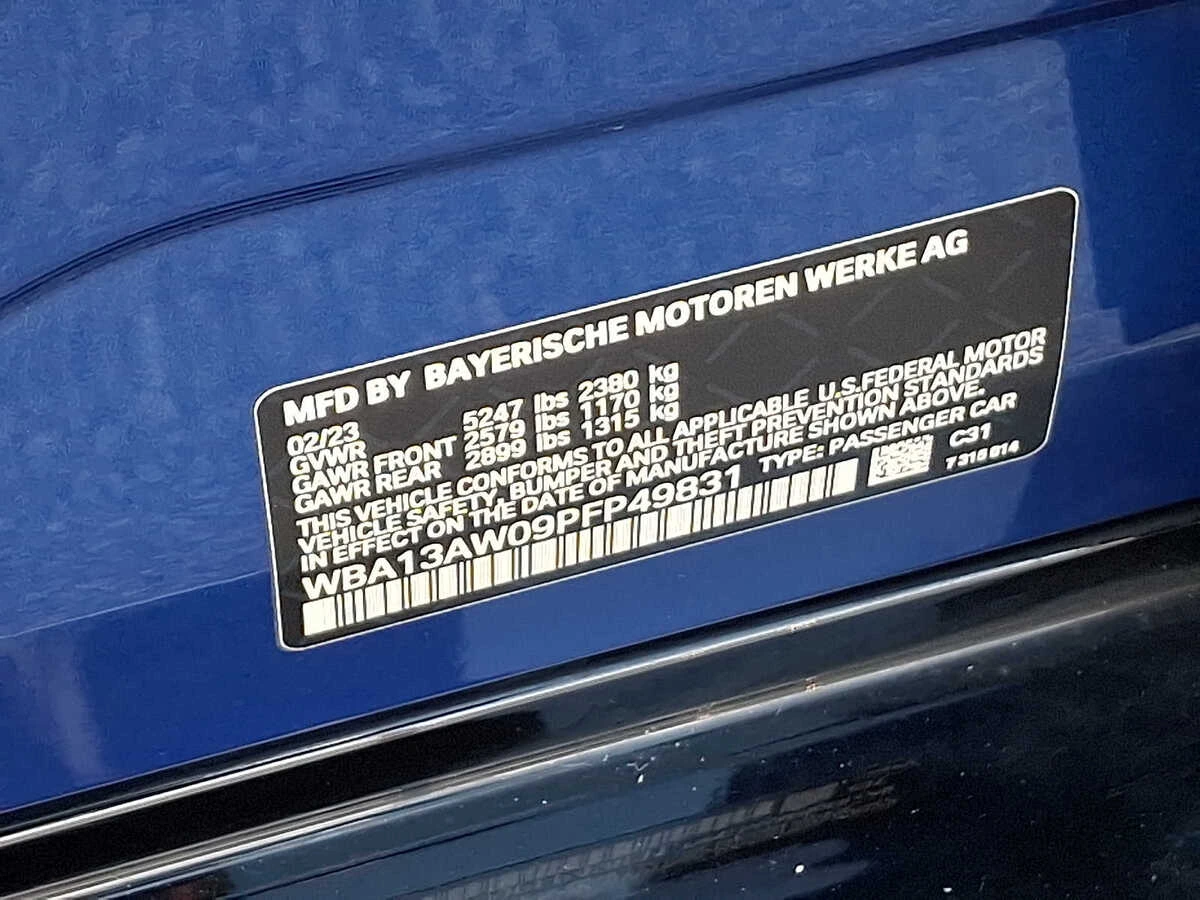 MFD BY BAYERISCHE MOTOREN WERKE AG
02/23
GVWR 5247 lbs 2380 kg
GAWR FRONT 2579 lbs 1170 kg
GAWR REAR 2899 lbs 1315 kg
THIS VEHICLE CONFORMS TO ALL APPLICABLE U.S.FEDERAL MOTOR
VEHICLE SAFETY, BUMPER AND THEFT PREVENTION STANDARDS
IN EFFECT ON THE DATE OF MANUFACTURE SHOWN ABOVE.
WBA13AW09PFP49831 TYPE: PASSENGER CAR
C31